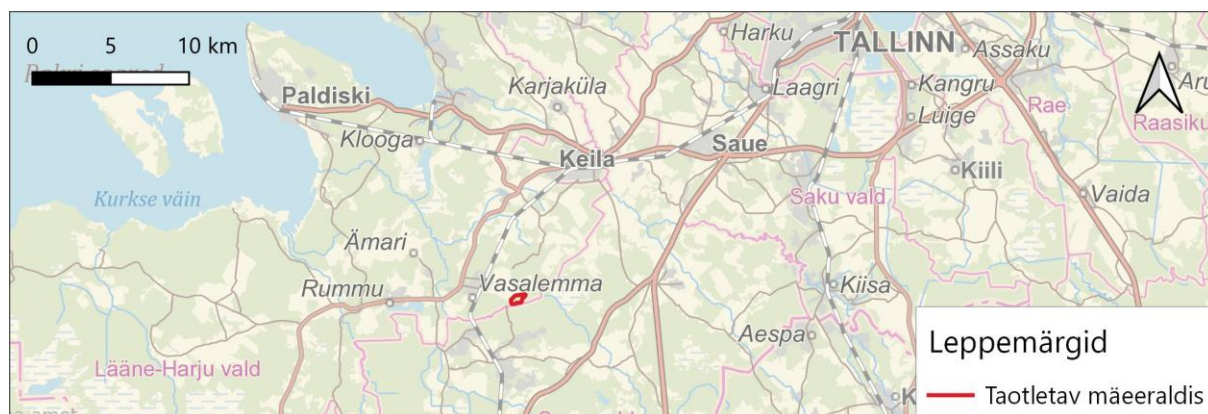 0 5 10 km
Harku
TALLINN
Assaku
Karjaküla
Laagri
Kangru
Paldiski
Rae
Luige
Raasiku
Klooga
Keila
Saue
Kiili
Kurkse väin
Saku vald
Vaida
Ämari
Vasalemma
Rummu
Kiisa
Aespa
Lääne-Harju vald
Leppemärgid
Taotletav mäeeraldis